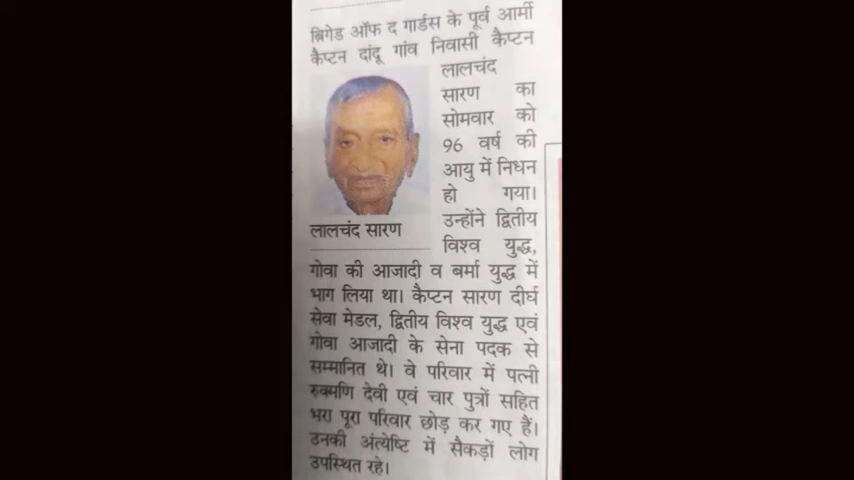 ब्रिगेड ऑफ द गार्डस के पूर्व आर्मी
कैप्टन दांदू गांव निवासी कैप्टन
लालचंद
सारण का
सोमवार को
96 वर्ष की
आयु में निधन
हो गया।
उन्होंने द्वितीय
विश्व युद्ध,
लालचंद सारण
गोवा की आजादी व बर्मा युद्ध में
भाग लिया था। कैप्टन सारण दीर्घ
सेवा मेडल, द्वितीय विश्व युद्ध एवं
गोवा आजादी के सेना पदक से
सम्मानित थे। वे परिवार में पत्नी
रुक्मणि देवी एवं चार पुत्रों सहित
भरा पूरा परिवार छोड़ कर गए हैं।
उनकी अंत्येष्टि में सैकड़ों लोग
उपस्थित रहे।